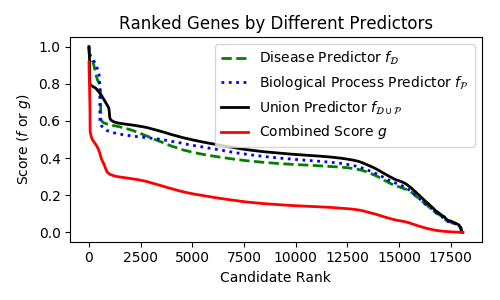 Ranked Genes by Different Predictors
Score (f or g)
1.0
0.8
0.6
0.4
0.2
0.0
Disease Predictor f_𝒟
Biological Process Predictor f_𝒫
Union Predictor f_{𝒟∪𝒫}
Combined Score g
0 2500 5000 7500 10000 12500 15000 17500
Candidate Rank